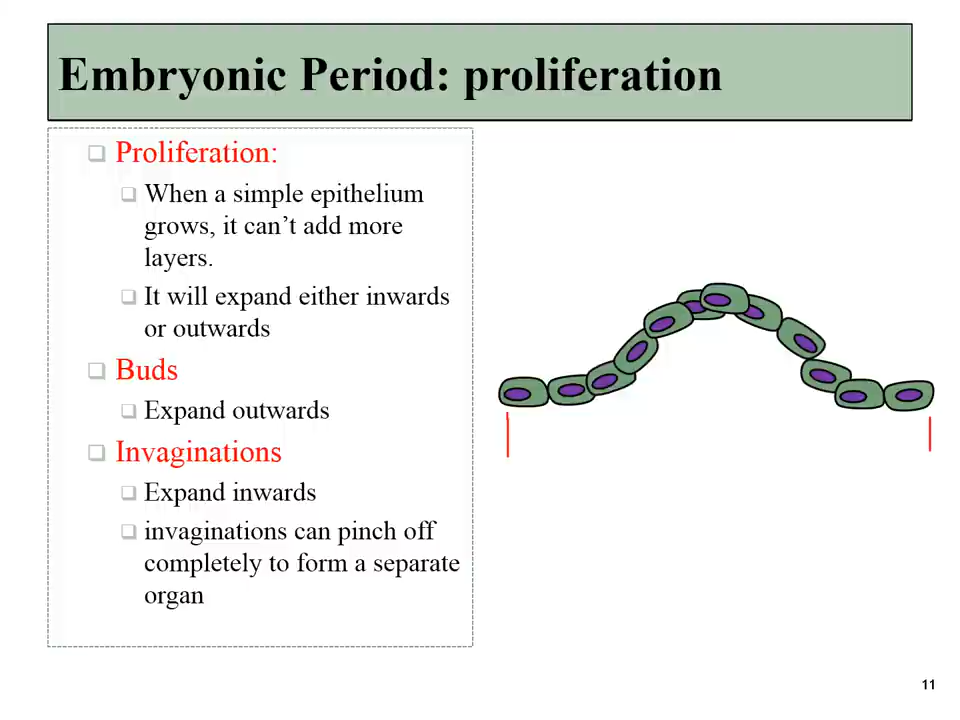 Embryonic Period: proliferation
Proliferation:
When a simple epithelium
grows, it can’t add more
layers.
It will expand either inwards
or outwards
Buds
Expand outwards
Invaginations
Expand inwards
invaginations can pinch off
completely to form a separate
organ
11